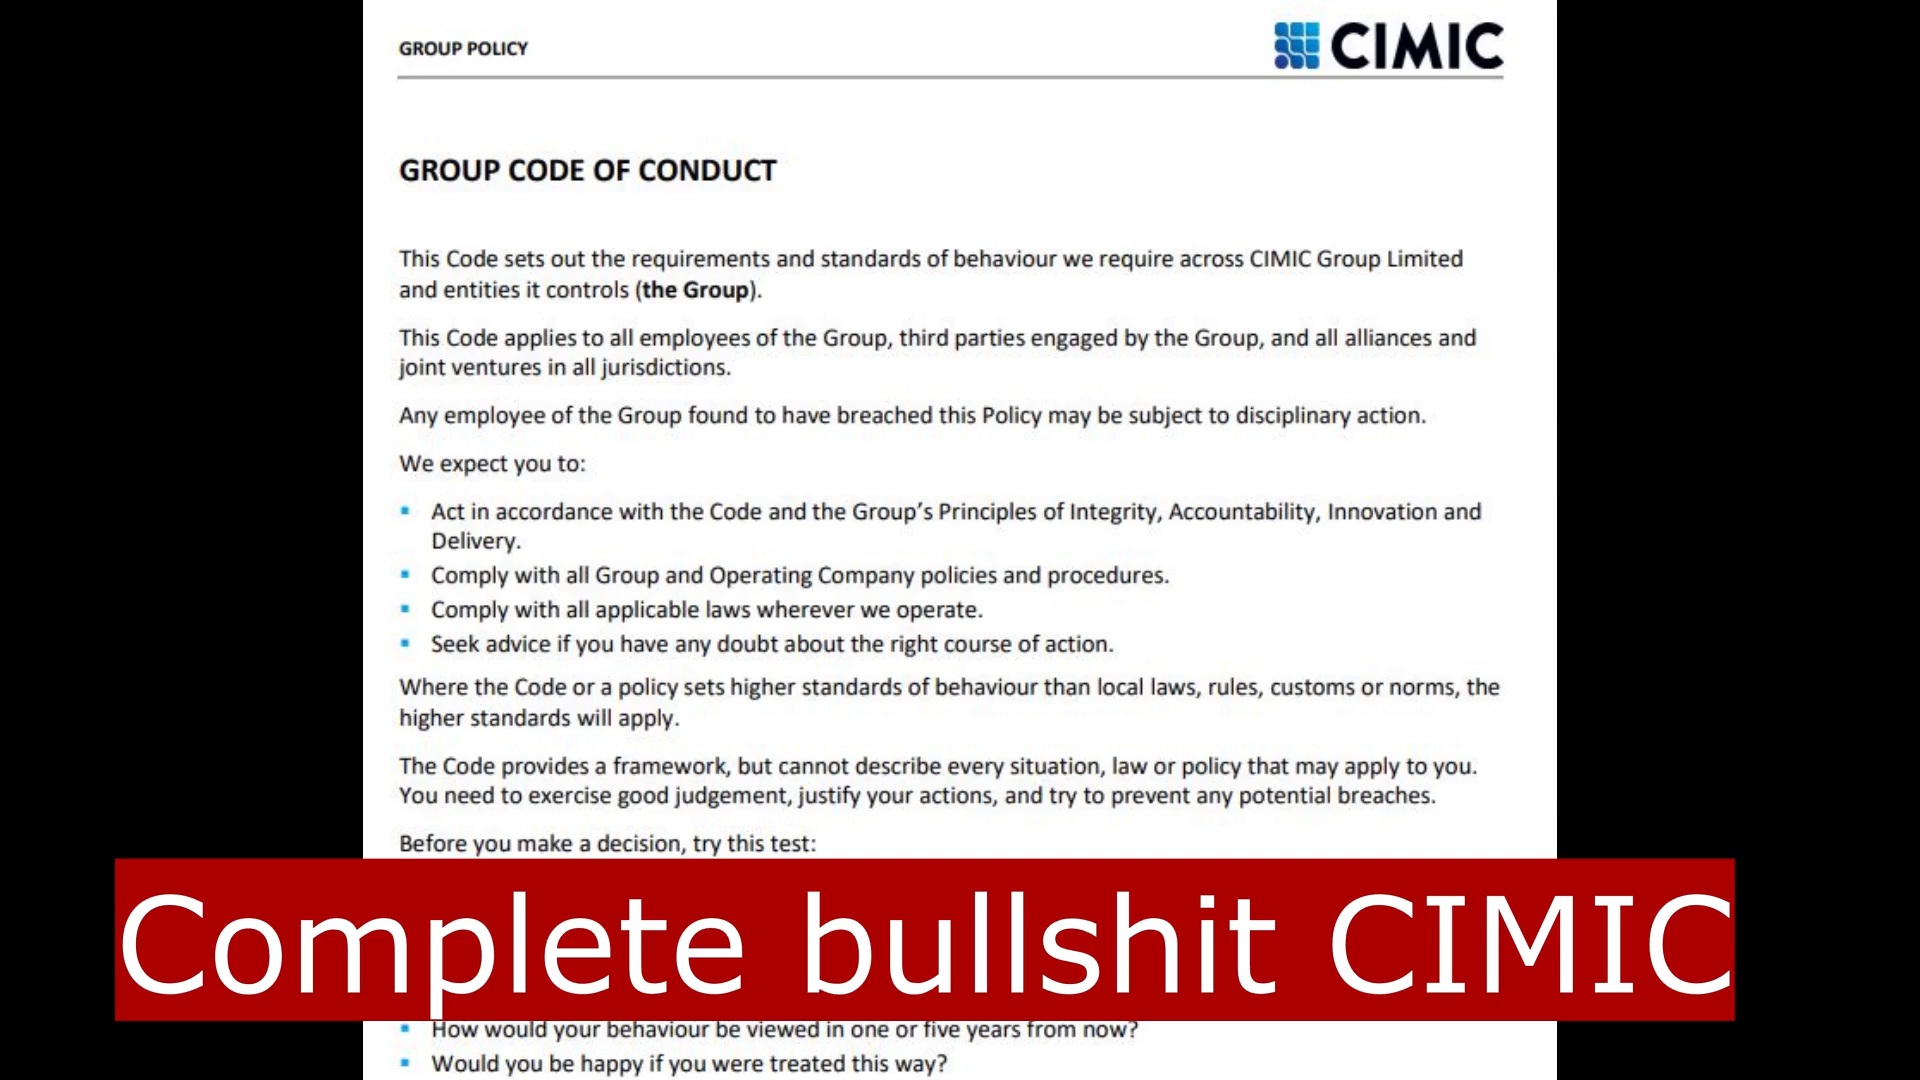 GROUP POLICY
CIMIC
GROUP CODE OF CONDUCT
This Code sets out the requirements and standards of behaviour we require across CIMIC Group Limited
and entities it controls (the Group).
This Code applies to all employees of the Group, third parties engaged by the Group, and all alliances and
joint ventures in all jurisdictions.
Any employee of the Group found to have breached this Policy may be subject to disciplinary action.
We expect you to:
▪ Act in accordance with the Code and the Group’s Principles of Integrity, Accountability, Innovation and
Delivery.
▪ Comply with all Group and Operating Company policies and procedures.
▪ Comply with all applicable laws wherever we operate.
▪ Seek advice if you have any doubt about the right course of action.
Where the Code or a policy sets higher standards of behaviour than local laws, rules, customs or norms, the
higher standards will apply.
The Code provides a framework, but cannot describe every situation, law or policy that may apply to you.
You need to exercise good judgement, justify your actions, and try to prevent any potential breaches.
Before you make a decision, try this test:
Complete bullshit CIMIC
▪ How would your behaviour be viewed in one or five years from now?
▪ Would you be happy if you were treated this way?